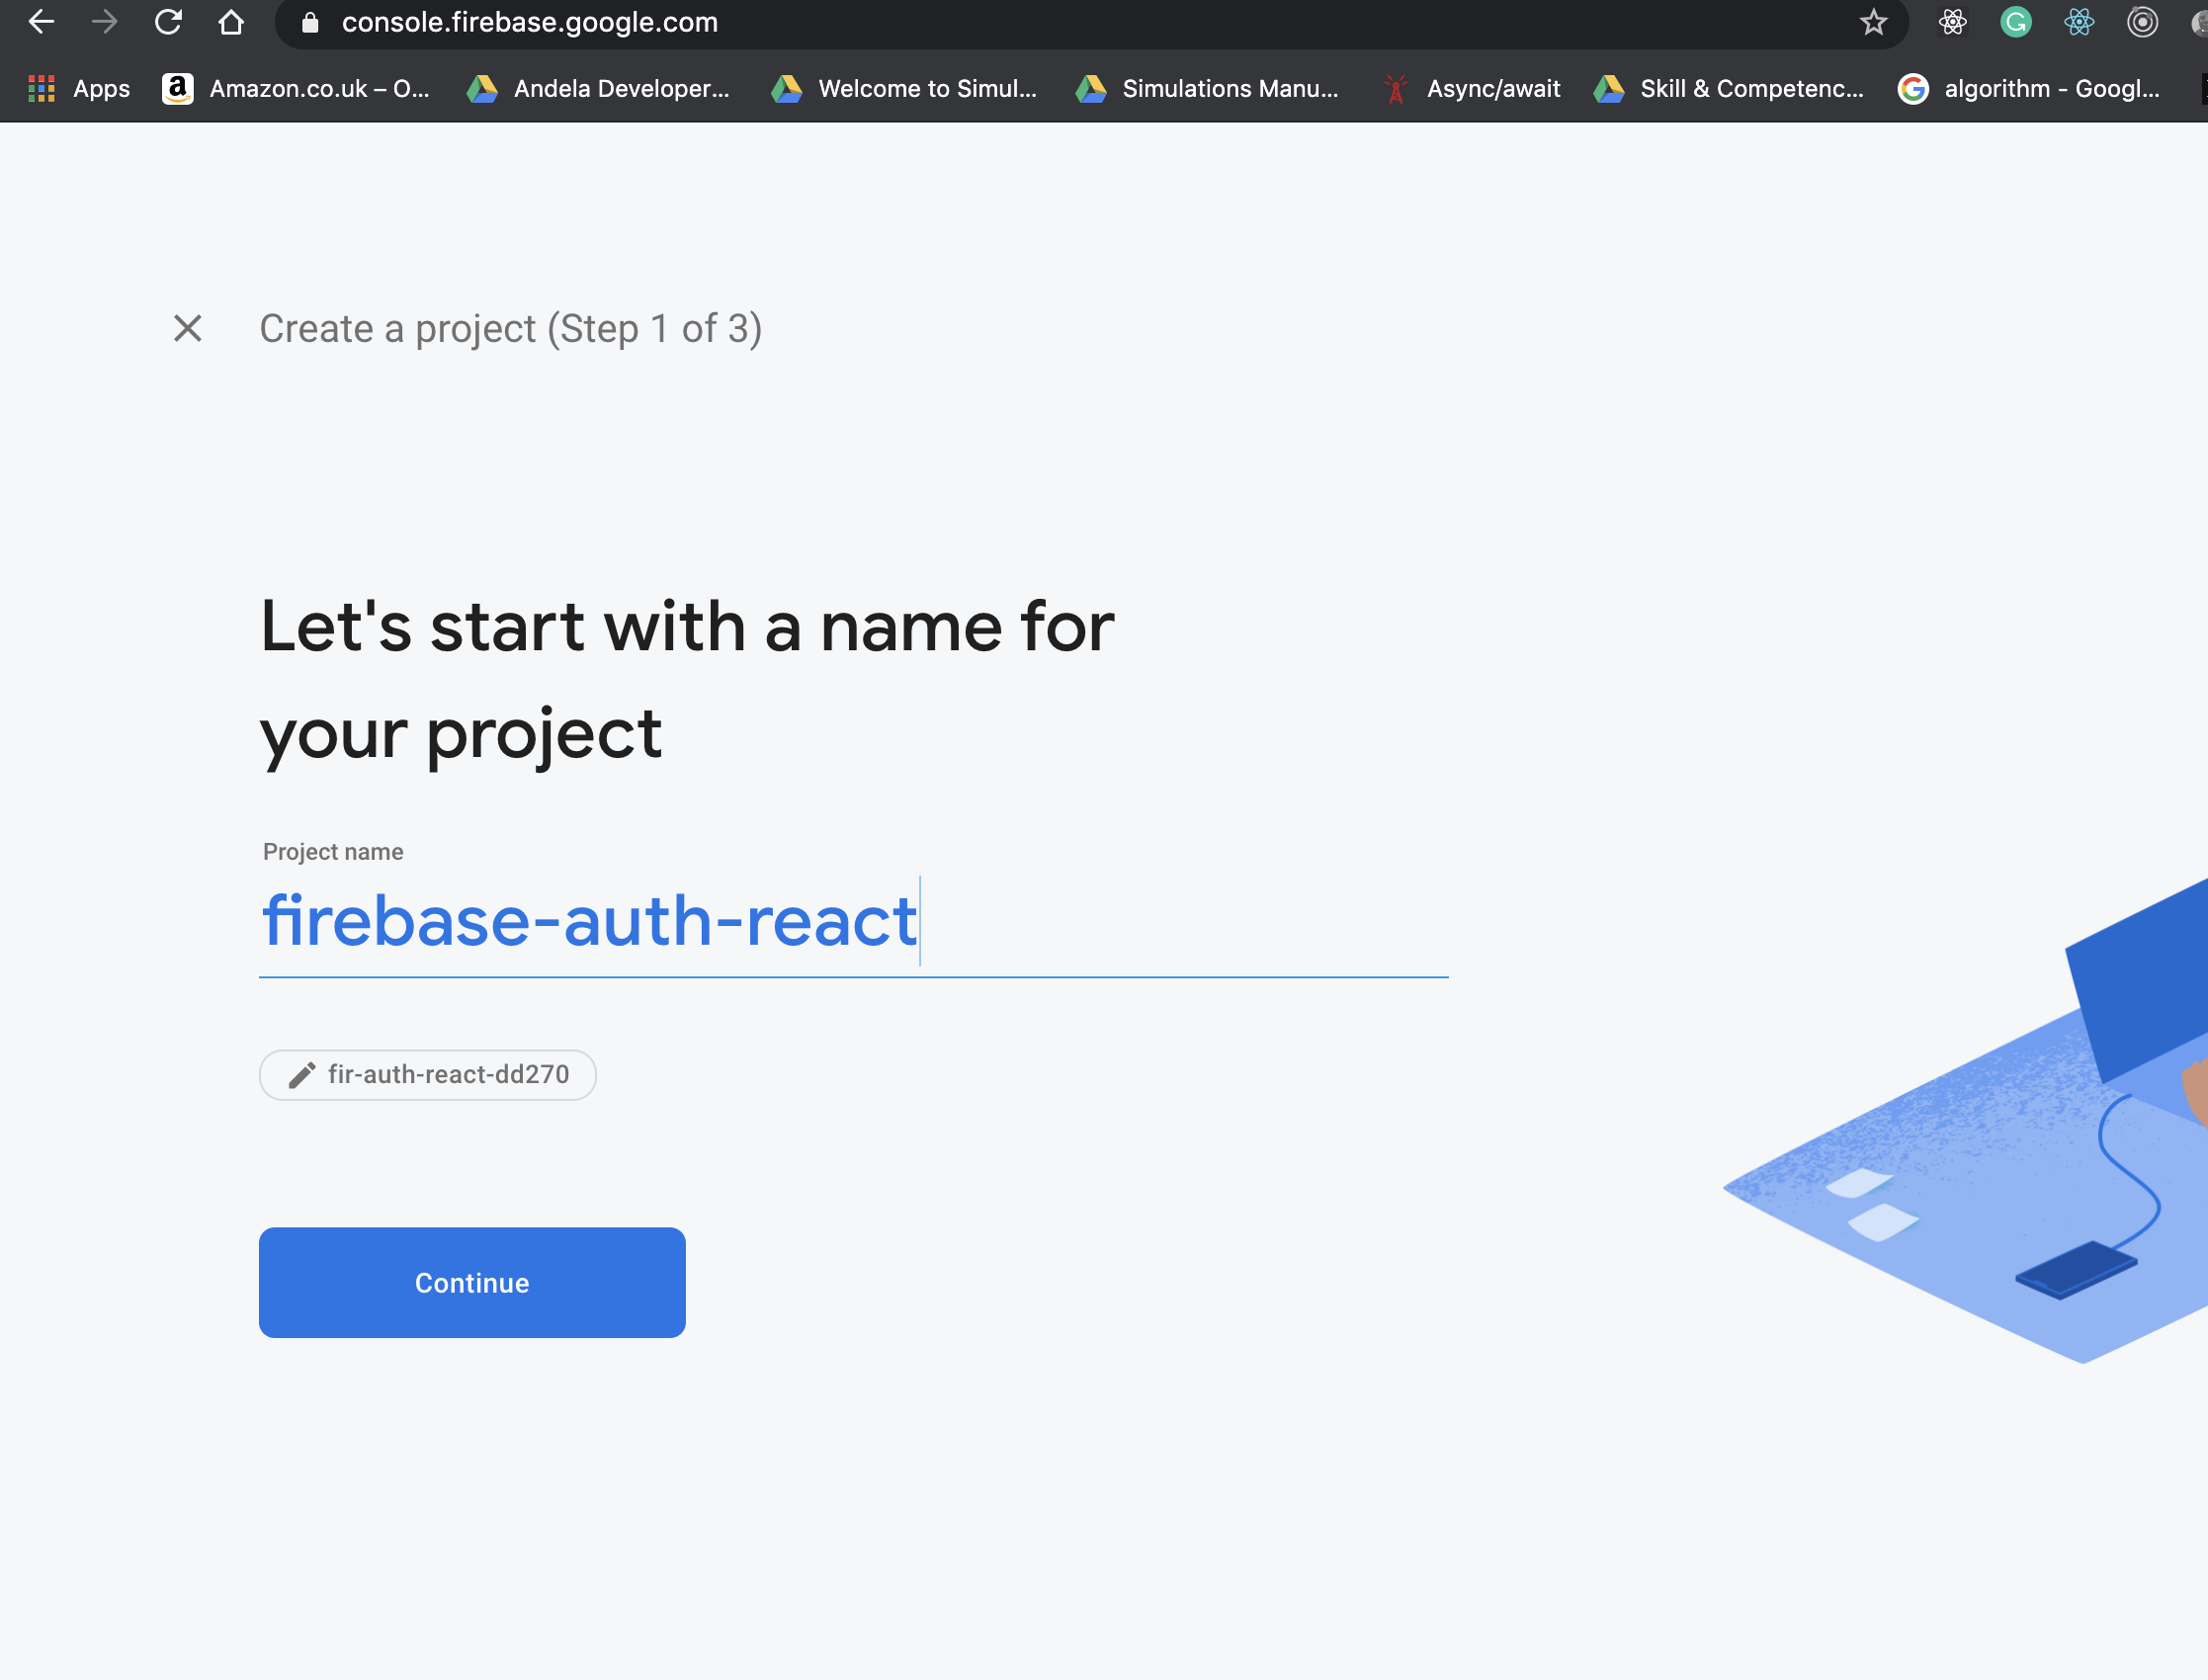 console.firebase.google.com
Apps Amazon.co.uk – O... Andela Developer... Welcome to Simul... Simulations Manu... Async/await Skill & Competenc... algorithm - Googl...
Create a project (Step 1 of 3)
Let's start with a name for
your project
Project name
firebase-auth-react
fir-auth-react-dd270
Continue